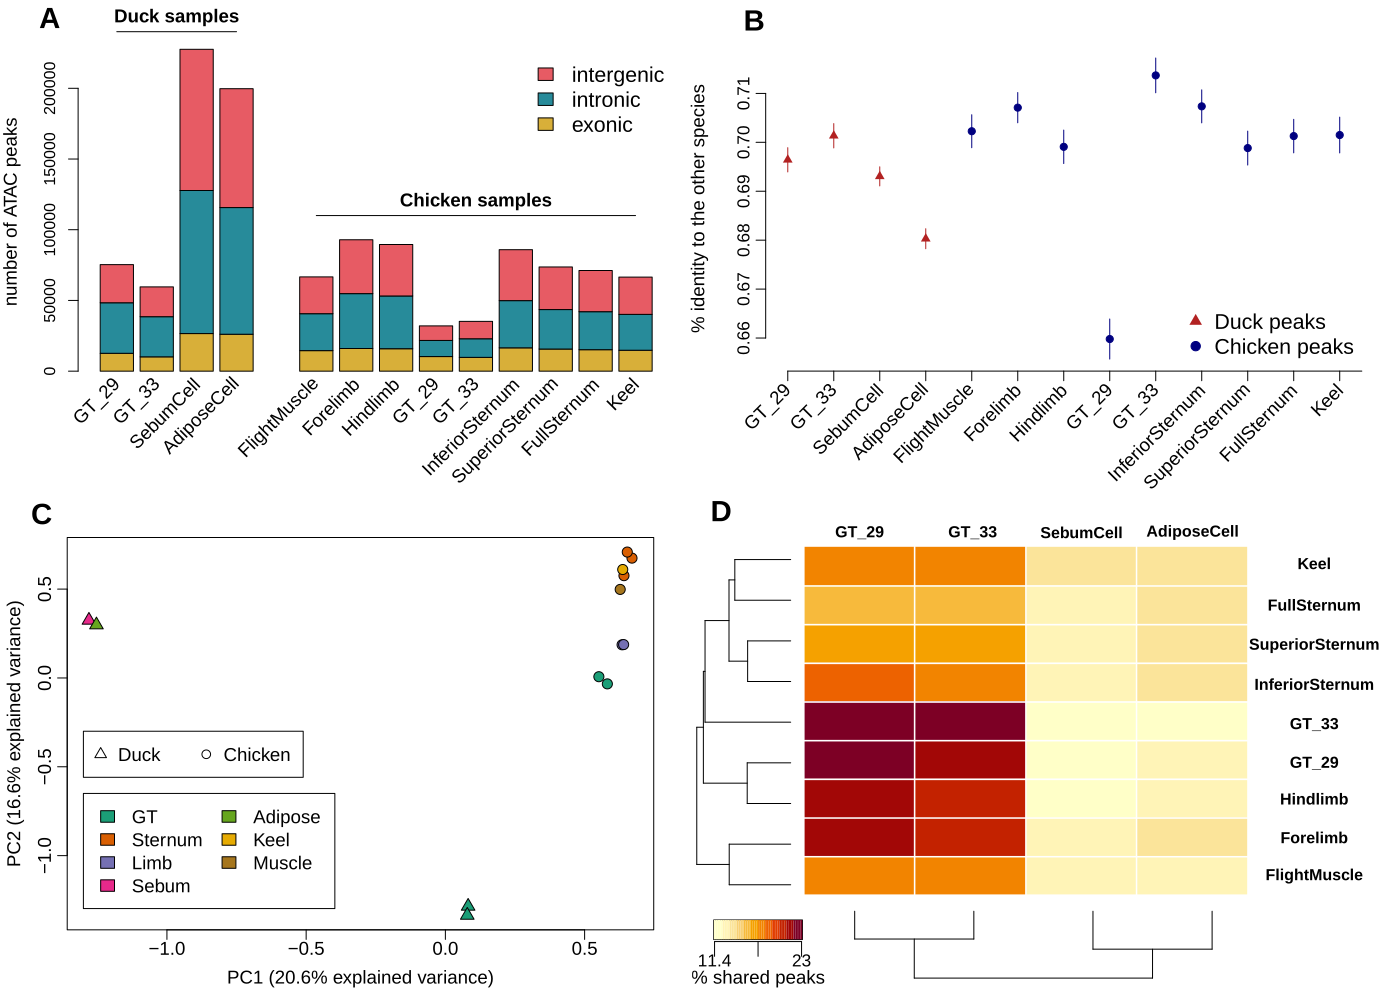 A
Duck samples
number of ATAC peaks
0
50000
100000
150000
200000
intergenic
intronic
exonic
Chicken samples
GT_29
GT_33
SebumCell
AdiposeCell
FlightMuscle
Forelimb
Hindlimb
GT_29
GT_33
InferiorSternum
SuperiorSternum
FullSternum
Keel
B
% identity to the other species
0.66
0.67
0.68
0.69
0.70
0.71
Duck peaks
Chicken peaks
GT_29
GT_33
SebumCell
AdiposeCell
FlightMuscle
Forelimb
Hindlimb
GT_29
GT_33
InferiorSternum
SuperiorSternum
FullSternum
Keel
C
PC2 (16.6% explained variance)
0.5
0.0
−0.5
−1.0
Duck
Chicken
GT
Sternum
Limb
Sebum
Adipose
Keel
Muscle
−1.0
−0.5
0.0
0.5
PC1 (20.6% explained variance)
D
GT_29 GT_33 SebumCell AdiposeCell
Keel
FullSternum
SuperiorSternum
InferiorSternum
GT_33
GT_29
Hindlimb
Forelimb
FlightMuscle
11.4 23
% shared peaks